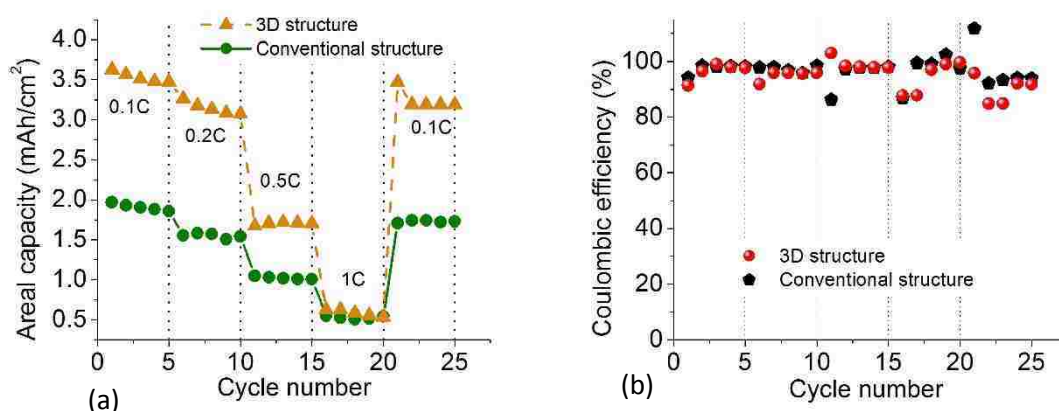 3D structure
Conventional structure
4.0
3.5
3.0
2.5
2.0
1.5
1.0
0.5
0.1C
0.2C
0.5C
1C
0.1C
0 5 10 15 20 25
Areal capacity (mAh/cm²)
Cycle number
(a)
(b)
100
80
60
40
20
0
3D structure
Conventional structure
0 5 10 15 20 25
Coulombic efficiency (%)
Cycle number